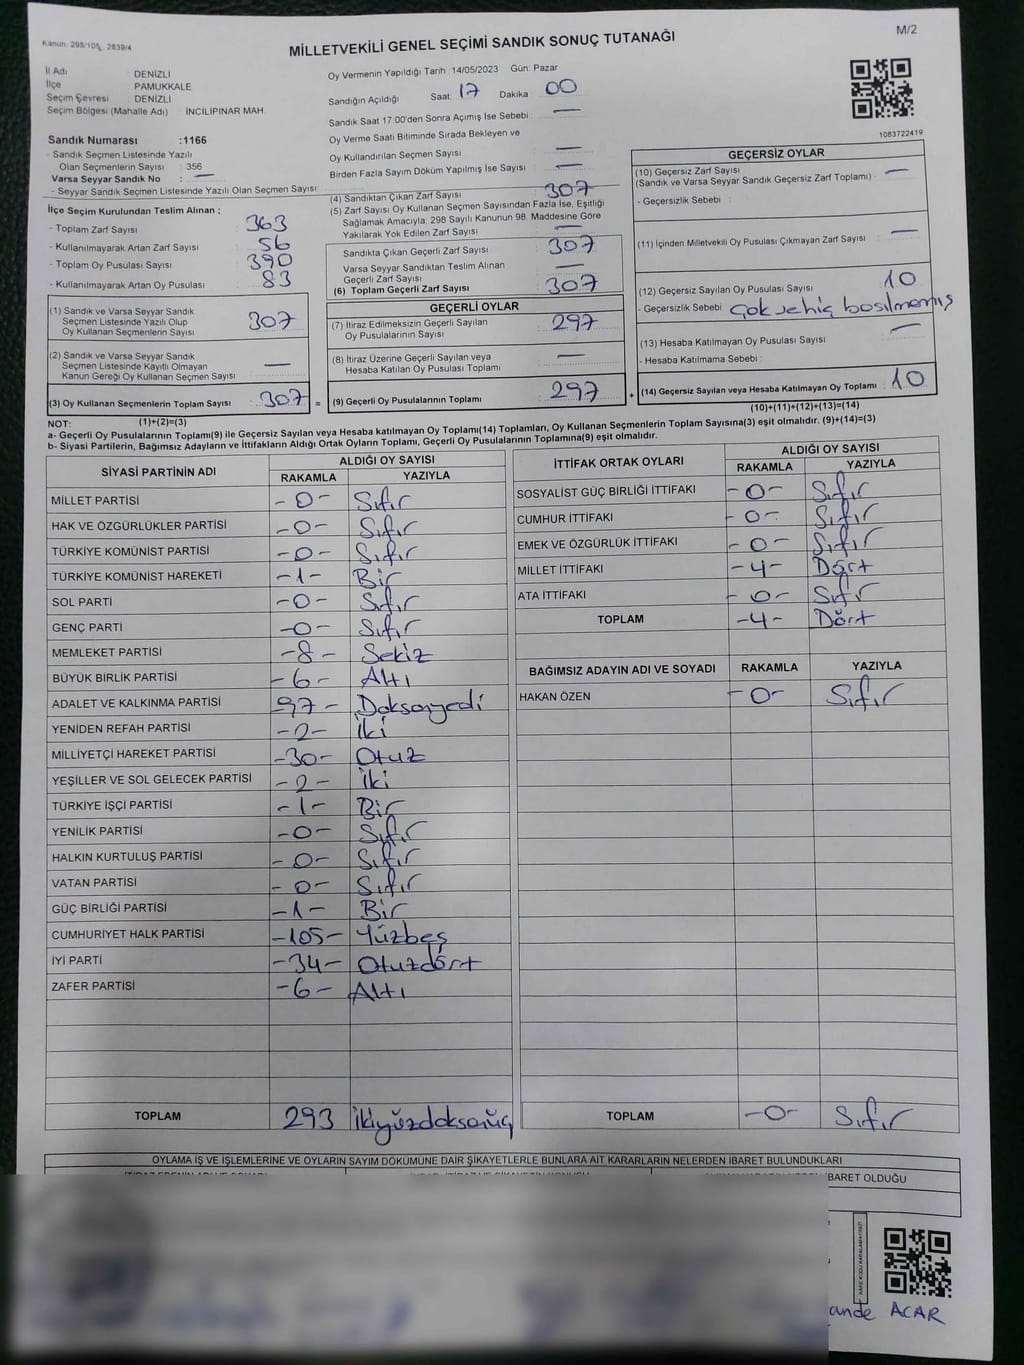 Kanun: 298/105, 2839/4
M/2
MİLLETVEKİLİ GENEL SEÇİMİ SANDIK SONUÇ TUTANAĞI
İl Adı : DENİZLİ
İlçe : PAMUKKALE
Seçim Çevresi : DENİZLİ
Seçim Bölgesi (Mahalle Adı) İNCİLİPINAR MAH.
Sandık Numarası :1166
- Sandık Seçmen Listesinde Yazılı
Olan Seçmenlerin Sayısı : 356
Varsa Seyyar Sandık No : —
- Seyyar Sandık Seçmen Listesinde Yazılı Olan Seçmen Sayısı:
Oy Vermenin Yapıldığı Tarih :14/05/2023 Gün: Pazar
Sandığın Açıldığı Saat: 17 Dakika 00
Sandık Saat 17:00'den Sonra Açımış İse Sebebi : —
Oy Verme Saati Bitiminde Sırada Bekleyen ve
Oy Kullandırılan Seçmen Sayısı : —
Birden Fazla Sayım Döküm Yapılmış İse Sayısı : —
1083722419
İlçe Seçim Kurulundan Teslim Alınan ;
- Toplam Zarf Sayısı : 363
- Kullanılmayarak Artan Zarf Sayısı : 56
- Toplam Oy Pusulası Sayısı : 390
- Kullanılmayarak Artan Oy Pusulası : 83
(1) Sandık ve Varsa Seyyar Sandık
Seçmen Listesinde Yazılı Olup
Oy Kullanan Seçmenlerin Sayısı : 307
(2) Sandık ve Varsa Seyyar Sandık
Seçmen Listesinde Kayıtlı Olmayan
Kanun Gereği Oy Kullanan Seçmen Sayısı : —
(3) Oy Kullanan Seçmenlerin Toplam Sayısı : 307 =
(1)+(2)=(3)
(4) Sandıktan Çıkan Zarf Sayısı : 307
(5) Zarf Sayısı Oy Kullanan Seçmen Sayısından Fazla İse, Eşitliği
Sağlamak Amacıyla; 298 Sayılı Kanunun 98. Maddesine Göre
Yakılarak Yok Edilen Zarf Sayısı : —
Sandıkta Çıkan Geçerli Zarf Sayısı : 307
Varsa Seyyar Sandıktan Teslim Alınan
Geçerli Zarf Sayısı : —
(6) Toplam Geçerli Zarf Sayısı : 307
GEÇERLİ OYLAR
(7) İtiraz Edilmeksizin Geçerli Sayılan
Oy Pusulalarının Sayısı : 297
(8) İtiraz Üzerine Geçerli Sayılan veya
Hesaba Katılan Oy Pusulası Toplamı : —
(9) Geçerli Oy Pusulalarının Toplamı : 297 +
GEÇERSİZ OYLAR
(10) Geçersiz Zarf Sayısı
(Sandık ve Varsa Seyyar Sandık Geçersiz Zarf Toplamı) : —
- Geçersizlik Sebebi :
(11) İçinden Milletvekili Oy Pusulası Çıkmayan Zarf Sayısı : —
(12) Geçersiz Sayılan Oy Pusulası Sayısı : 10
- Geçersizlik Sebebi : Çok ve hiç basılmamış
(13) Hesaba Katılmayan Oy Pusulası Sayısı : —
- Hesaba Katılmama Sebebi :
(14) Geçersiz Sayılan veya Hesaba Katılmayan Oy Toplamı : 10
(10)+(11)+(12)+(13)=(14)
NOT:
a- Geçerli Oy Pusulalarının Toplamı(9) ile Geçersiz Sayılan veya Hesaba katılmayan Oy Toplamı(14) Toplamları, Oy Kullanan Seçmenlerin Toplam Sayısına(3) eşit olmalıdır. (9)+(14)=(3)
b- Siyasi Partilerin, Bağımsız Adayların ve İttifakların Aldığı Ortak Oyların Toplamı, Geçerli Oy Pusulalarının Toplamına(9) eşit olmalıdır.
SİYASİ PARTİNİN ADI ALDIĞI OY SAYISI
RAKAMLA YAZIYLA
MİLLET PARTİSİ -0- Sıfır
HAK VE ÖZGÜRLÜKLER PARTİSİ -0- Sıfır
TÜRKİYE KOMÜNİST PARTİSİ -0- Sıfır
TÜRKİYE KOMÜNİST HAREKETİ -1- Bir
SOL PARTİ -0- Sıfır
GENÇ PARTİ -0- Sıfır
MEMLEKET PARTİSİ -8- Sekiz
BÜYÜK BİRLİK PARTİSİ -6- Altı
ADALET VE KALKINMA PARTİSİ 97- Doksanyedi
YENİDEN REFAH PARTİSİ -2- İki
MİLLİYETÇİ HAREKET PARTİSİ -30- Otuz
YEŞİLLER VE SOL GELECEK PARTİSİ -2- İki
TÜRKİYE İŞÇİ PARTİSİ -1- Bir
YENİLİK PARTİSİ -0- Sıfır
HALKIN KURTULUŞ PARTİSİ -0- Sıfır
VATAN PARTİSİ -0- Sıfır
GÜÇ BİRLİĞİ PARTİSİ -1- Bir
CUMHURİYET HALK PARTİSİ -105- Yüzbeş
İYİ PARTİ -34- Otuzdört
ZAFER PARTİSİ -6- Altı
TOPLAM 293 İkiyüzdoksanüç
İTTİFAK ORTAK OYLARI ALDIĞI OY SAYISI
RAKAMLA YAZIYLA
SOSYALİST GÜÇ BİRLİĞİ İTTİFAKI -0- Sıfır
CUMHUR İTTİFAKI -0- Sıfır
EMEK VE ÖZGÜRLÜK İTTİFAKI -0- Sıfır
MİLLET İTTİFAKI -4- Dört
ATA İTTİFAKI -0- Sıfır
TOPLAM -4- Dört
BAĞIMSIZ ADAYIN ADI VE SOYADI RAKAMLA YAZIYLA
HAKAN ÖZEN -0- Sıfır
TOPLAM -0- Sıfır
OYLAMA İŞ VE İŞLEMLERİNE VE OYLARIN SAYIM DÖKÜMÜNE DAİR ŞİKAYETLERLE BUNLARA AİT KARARLARIN NELERDEN İBARET BULUNDUKLARI
İBARET OLDUĞU
KARE KODU KARALAMAYINIZ!
ande ACAR